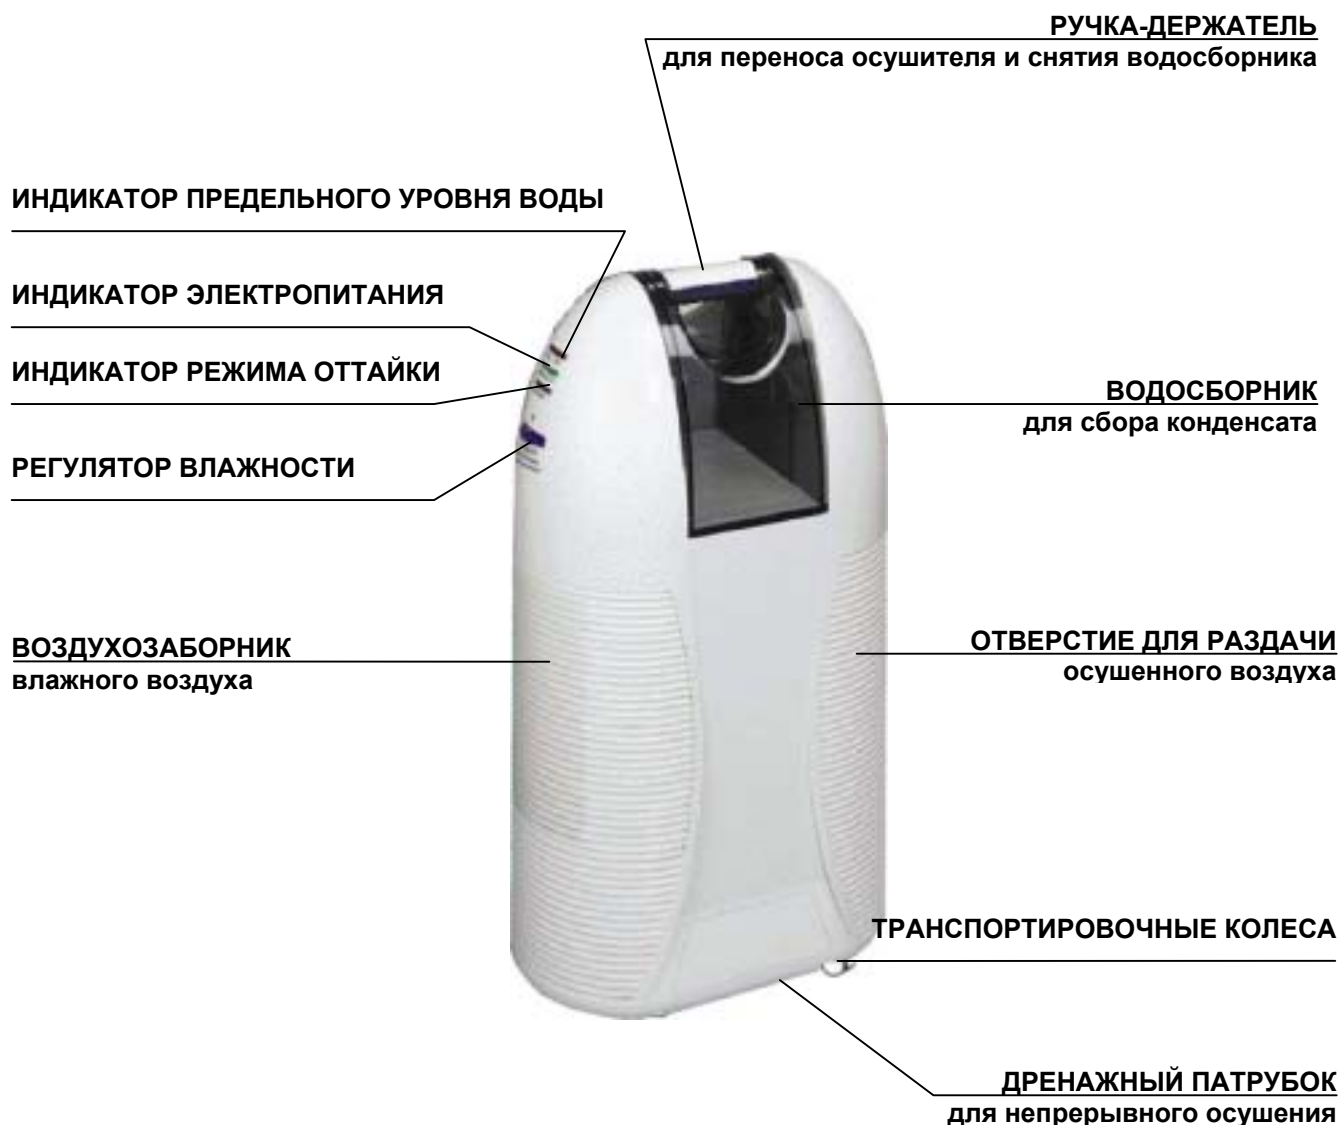 РУЧКА-ДЕРЖАТЕЛЬ
для переноса осушителя и снятия водосборника
ИНДИКАТОР ПРЕДЕЛЬНОГО УРОВНЯ ВОДЫ
ИНДИКАТОР ЭЛЕКТРОПИТАНИЯ
ИНДИКАТОР РЕЖИМА ОТТАЙКИ
ВОДОСБОРНИК
для сбора конденсата
РЕГУЛЯТОР ВЛАЖНОСТИ
ВОЗДУХОЗАБОРНИК
влажного воздуха
ОТВЕРСТИЕ ДЛЯ РАЗДАЧИ
осушенного воздуха
ТРАНСПОРТИРОВОЧНЫЕ КОЛЕСА
ДРЕНАЖНЫЙ ПАТРУБОК
для непрерывного осушения